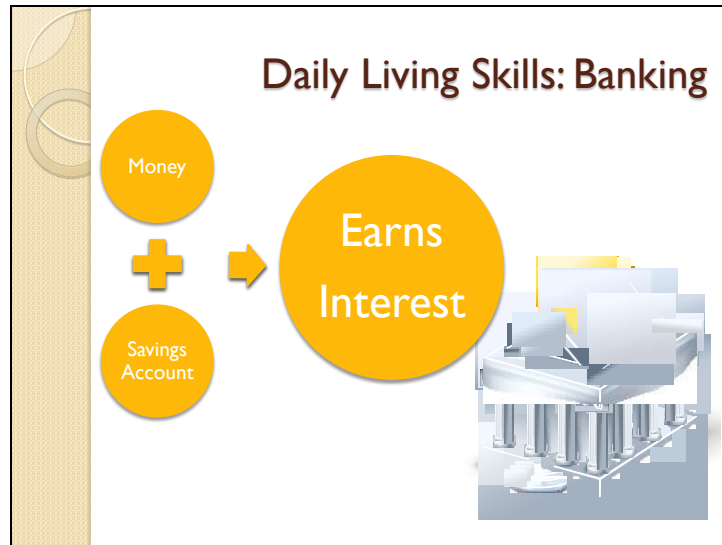 Daily Living Skills: Banking
Money
Savings
Account
Earns
Interest